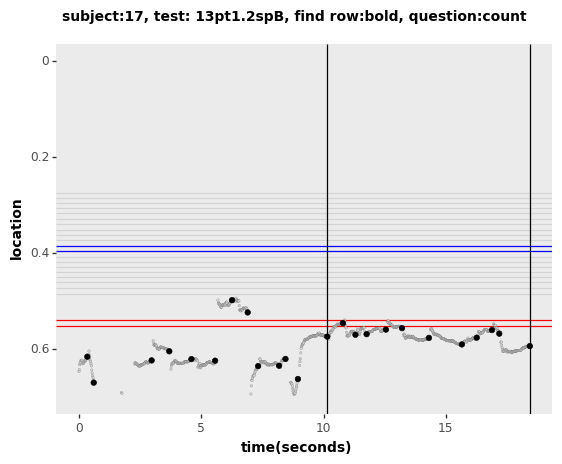 subject:17, test: 13pt1.2spB, find row:bold, question:count
0
0.2
0.4
0.6
location
0
5
10
15
time(seconds)